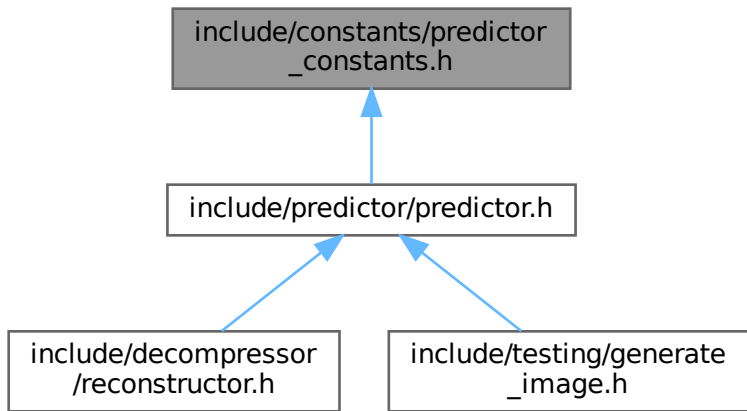 include/constants/predictor
_constants.h
include/predictor/predictor.h
include/decompressor
/reconstructor.h
include/testing/generate
_image.h